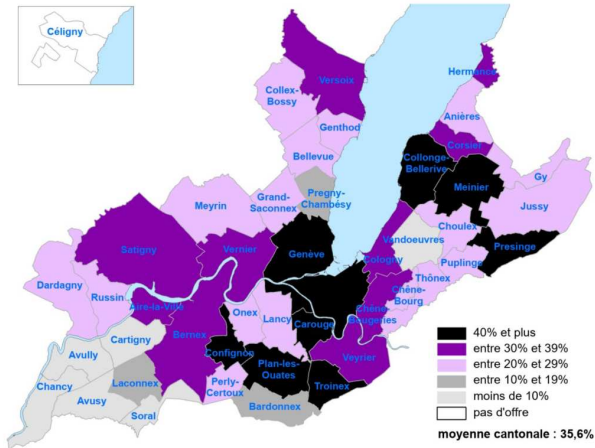 Céligny
Versoix
Hermance
Collex-
Bossy
Anières
Genthod
Corsier
Bellevue
Collonge-
Bellerive
Gy
Meinier
Jussy
Meyrin
Grand-
Saconnex
Pregny-
Chambésy
Choulex
Vandoeuvres
Presinge
Satigny
Vernier
Genève
Cologny
Puplinge
Thônex
Dardagny
Russin
Aire-la-Ville
Chêne-
Bourg
Chêne-
Bougeries
Onex
Lancy
Carouge
Bernex
Cartigny
Avully
Confignon
Veyrier
Plan-les-
Ouates
Chancy
Laconnex
Perly-
Certoux
Troinex
Avusy
Soral
Bardonnex
40% et plus
entre 30% et 39%
entre 20% et 29%
entre 10% et 19%
moins de 10%
pas d'offre
moyenne cantonale : 35,6%